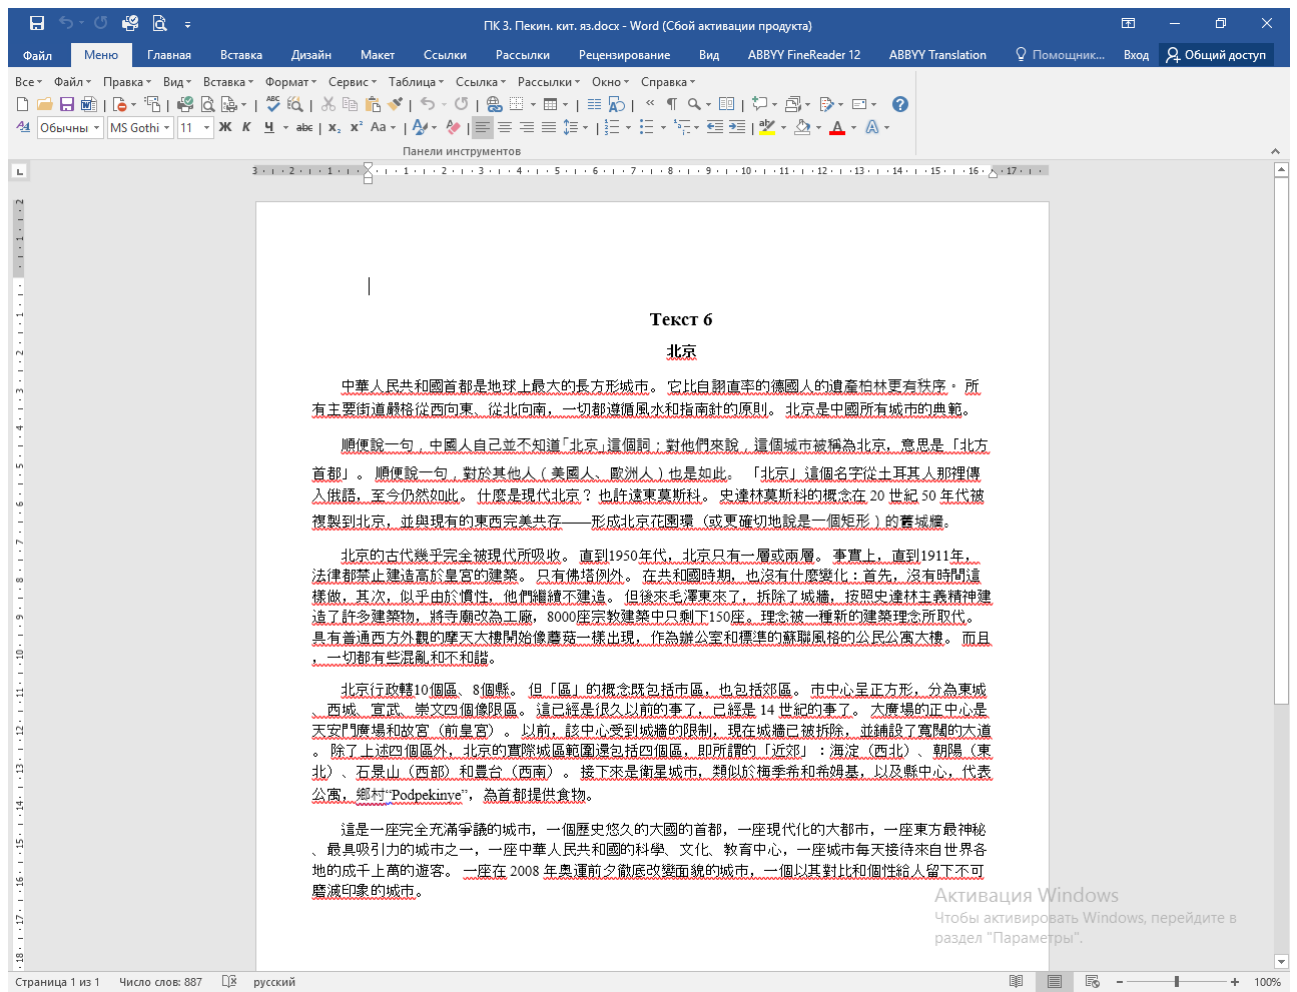 ПК 3. Пекин. кит. яз.docx - Word (Сбой активации продукта)
Файл Меню Главная Вставка Дизайн Макет Ссылки Рассылки Рецензирование Вид ABBYY FineReader 12 ABBYY Translation Помощник... Вход Общий доступ
Все Файл Правка Вид Вставка Формат Сервис Таблица Ссылка Рассылки Окно Справка
Обычны MS Gothi 11 Ж К Ч abc x₂ x² Aa
Панели инструментов
3 2 1 1 2 3 4 5 6 7 8 9 10 11 12 13 14 15 16 17
Текст 6
北京
中華人民共和國首都是地球上最大的長方形城市。 它比自詡直率的德國人的遺產柏林更有秩序。 所
有主要街道嚴格從西向東、從北向南，一切都遵循風水和指南針的原則。 北京是中國所有城市的典範。
順便說一句，中國人自己並不知道「北京」這個詞；對他們來說，這個城市被稱為北京，意思是「北方
首都」。 順便說一句，對於其他人（美國人、歐洲人）也是如此。 「北京」這個名字從土耳其人那裡傳
入俄語，至今仍然如此。 什麼是現代北京？ 也許遠東莫斯科。 史達林莫斯科的概念在 20 世紀 50 年代被
複製到北京，並與現有的東西完美共存——形成北京花園環（或更確切地說是一個矩形）的舊城牆。
北京的古代幾乎完全被現代所吸收。 直到1950年代，北京只有一層或兩層。 事實上，直到1911年，
法律都禁止建造高於皇宮的建築。 只有佛塔例外。 在共和國時期，也沒有什麼變化：首先，沒有時間這
樣做，其次，似乎由於慣性，他們繼續不建造。 但後來毛澤東來了，拆除了城牆，按照史達林主義精神建
造了許多建築物，將寺廟改為工廠，8000座宗教建築中只剩下150座。理念被一種新的建築理念所取代。
具有普通西方外觀的摩天大樓開始像蘑菇一樣出現，作為辦公室和標準的蘇聯風格的公民公寓大樓。 而且
，一切都有些混亂和不和諧。
北京行政轄10個區、8個縣。 但「區」的概念既包括市區，也包括郊區。 市中心呈正方形，分為東城
、西城、宣武、崇文四個像限區。 這已經是很久以前的事了，已經是 14 世紀的事了。 大廣場的正中心是
天安門廣場和故宮（前皇宮）。 以前，該中心受到城牆的限制，現在城牆已被拆除，並鋪設了寬闊的大道
。 除了上述四個區外，北京的實際城區範圍還包括四個區，即所謂的「近郊」：海淀（西北）、朝陽（東
北）、石景山（西部）和豐台（西南）。 接下來是衛星城市，類似於梅季希和希姆基，以及縣中心，代表
公寓，鄉村“Podpekinye”，為首都提供食物。
這是一座完全充滿爭議的城市，一個歷史悠久的大國的首都，一座現代化的大都市，一座東方最神秘
、最具吸引力的城市之一，一座中華人民共和國的科學、文化、教育中心，一座城市每天接待來自世界各
地的成千上萬的遊客。 一座在 2008 年奧運前夕徹底改變面貌的城市，一個以其對比和個性給人留下不可
磨滅印象的城市。
Активация Windows
Чтобы активировать Windows, перейдите в
раздел "Параметры".
Страница 1 из 1 Число слов: 887 русский 100%